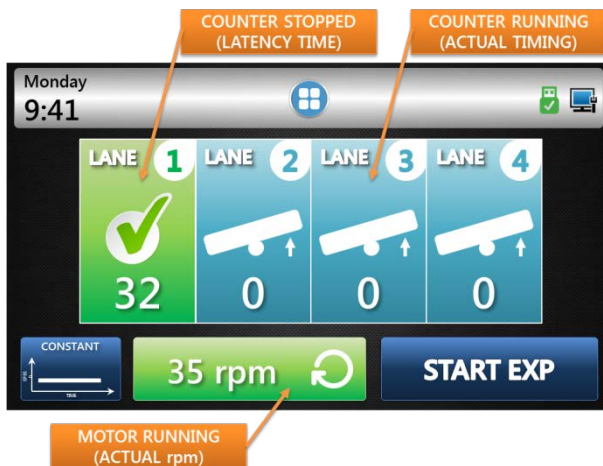 COUNTER STOPPED
(LATENCY TIME)
COUNTER RUNNING
(ACTUAL TIMING)
Monday
9:41
LANE 1
LANE 2
LANE 3
LANE 4
32
0
0
0
CONSTANT
TIME
35 rpm
START EXP
MOTOR RUNNING
(ACTUAL rpm)